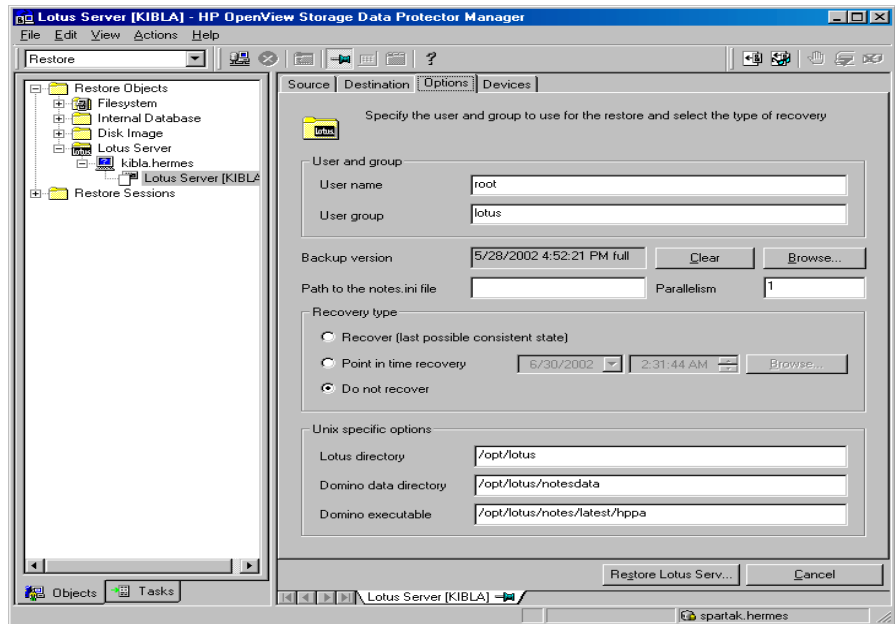 Lotus Server [KIBLA] - HP OpenView Storage Data Protector Manager
File Edit View Actions Help
Restore
Restore Objects
Filesystem
Internal Database
Disk Image
Lotus Server
kibla.hermes
Lotus Server [KIBLA
Restore Sessions
Objects Tasks
Source Destination Options Devices
Specify the user and group to use for the restore and select the type of recovery
Lotus
User and group
User name root
User group lotus
Backup version 5/28/2002 4:52:21 PM full Clear Browse...
Path to the notes.ini file Parallelism 1
Recovery type
Recover (last possible consistent state)
Point in time recovery 6/30/2002 2:31:44 AM Browse...
Do not recover
Unix specific options
Lotus directory /opt/lotus
Domino data directory /opt/lotus/notesdata
Domino executable /opt/lotus/notes/latest/hppa
Restore Lotus Serv... Cancel
Lotus Server [KIBLA]
spartak.hermes